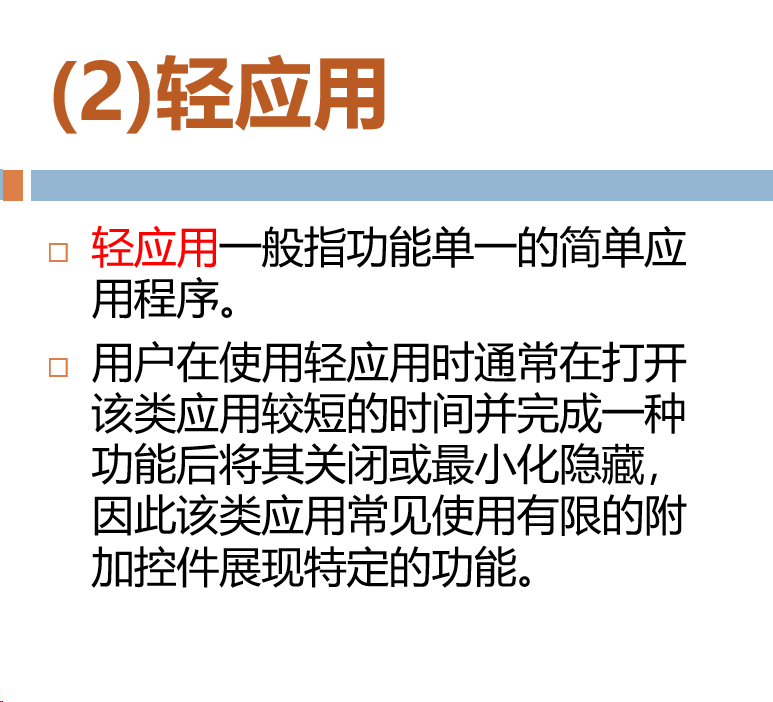 (2)轻应用
轻应用一般指功能单一的简单应
用程序。
用户在使用轻应用时通常在打开
该类应用较短的时间并完成一种
功能后将其关闭或最小化隐藏，
因此该类应用常见使用有限的附
加控件展现特定的功能。